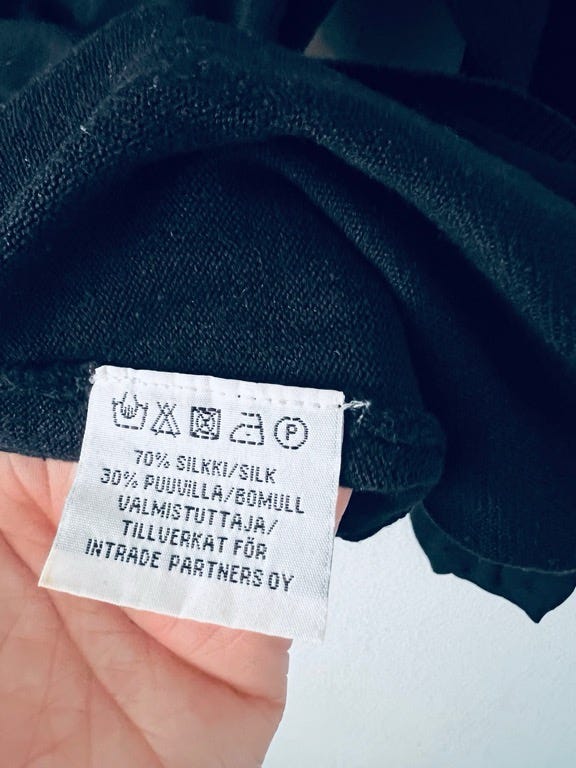 P
70% SILKKI/SILK
30% PUUVILLA/BOMULL
VALMISTUTTAJA/
TILLVERKAT FÖR
INTRADE PARTNERS OY